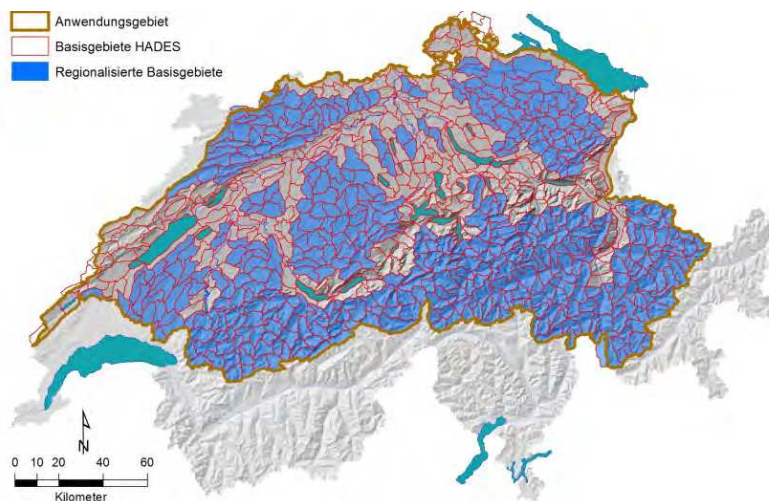 Anwendungsgebiet
Basisgebiete HADES
Regionalisierte Basisgebiete
N
0 10 20 40 60
Kilometer